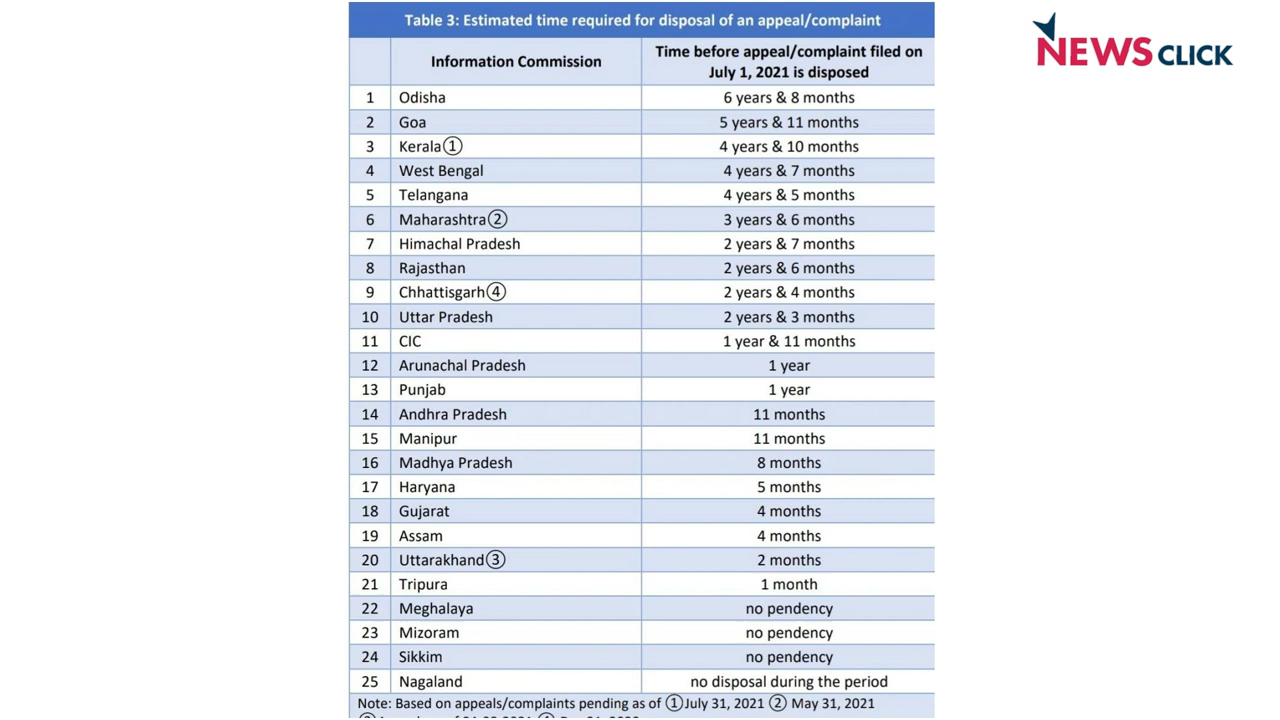 Table 3: Estimated time required for disposal of an appeal/complaint
NEWSCLICK
Information Commission Time before appeal/complaint filed on
July 1, 2021 is disposed
1 Odisha 6 years & 8 months
2 Goa 5 years & 11 months
3 Kerala① 4 years & 10 months
4 West Bengal 4 years & 7 months
5 Telangana 4 years & 5 months
6 Maharashtra② 3 years & 6 months
7 Himachal Pradesh 2 years & 7 months
8 Rajasthan 2 years & 6 months
9 Chhattisgarh④ 2 years & 4 months
10 Uttar Pradesh 2 years & 3 months
11 CIC 1 year & 11 months
12 Arunachal Pradesh 1 year
13 Punjab 1 year
14 Andhra Pradesh 11 months
15 Manipur 11 months
16 Madhya Pradesh 8 months
17 Haryana 5 months
18 Gujarat 4 months
19 Assam 4 months
20 Uttarakhand③ 2 months
21 Tripura 1 month
22 Meghalaya no pendency
23 Mizoram no pendency
24 Sikkim no pendency
25 Nagaland no disposal during the period
Note: Based on appeals/complaints pending as of ①July 31, 2021 ② May 31, 2021